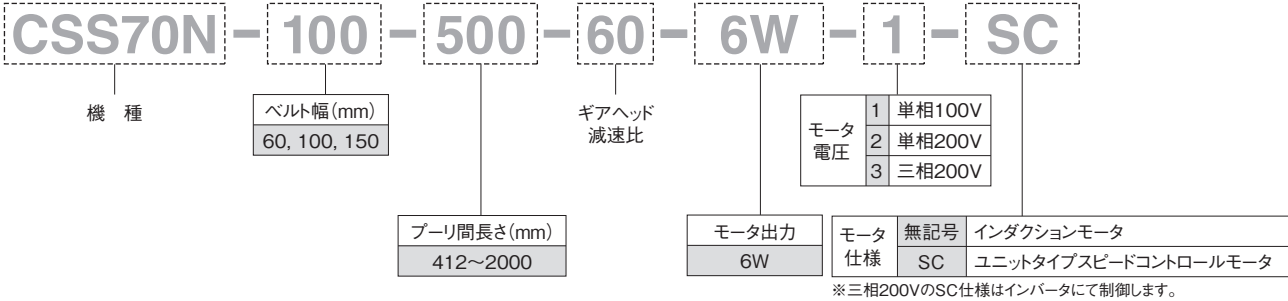 CSS70N-100-500-60-6W-1-SC
機 種
ベルト幅(mm)
60, 100, 150
プーリ間長さ(mm)
412〜2000
ギアヘッド
減速比
モータ出力
6W
モータ
電圧
1 単相100V
2 単相200V
3 三相200V
モータ
仕様
無記号 インダクションモータ
SC ユニットタイプスピードコントロールモータ
※三相200VのSC仕様はインバータにて制御します。